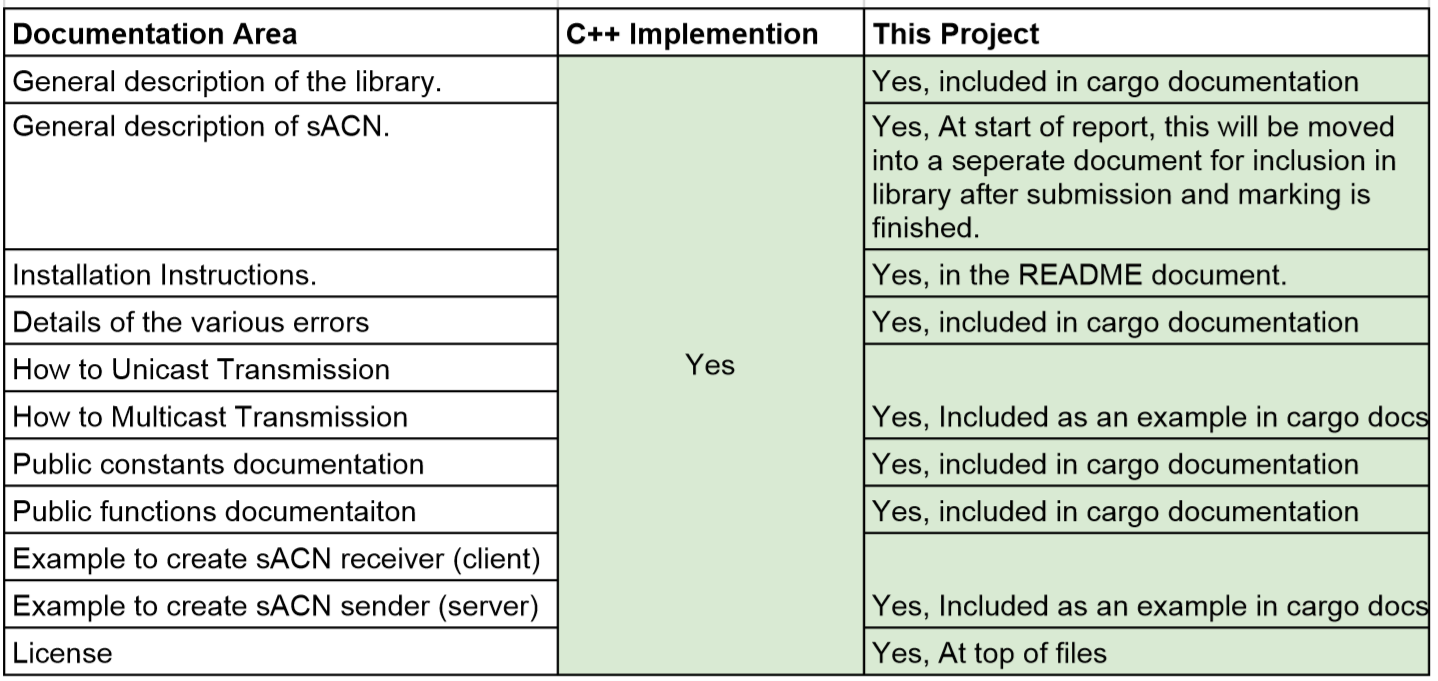 Documentation Area C++ Implemention This Project
General description of the library. Yes, included in cargo documentation
General description of sACN. Yes, At start of report, this will be moved
into a seperate document for inclusion in
library after submission and marking is
finished.
Installation Instructions. Yes, in the README document.
Details of the various errors Yes, included in cargo documentation
How to Unicast Transmission Yes
How to Multicast Transmission Yes, Included as an example in cargo docs
Public constants documentation Yes, included in cargo documentation
Public functions documentaiton Yes, included in cargo documentation
Example to create sACN receiver (client)
Example to create sACN sender (server) Yes, Included as an example in cargo docs
License Yes, At top of files